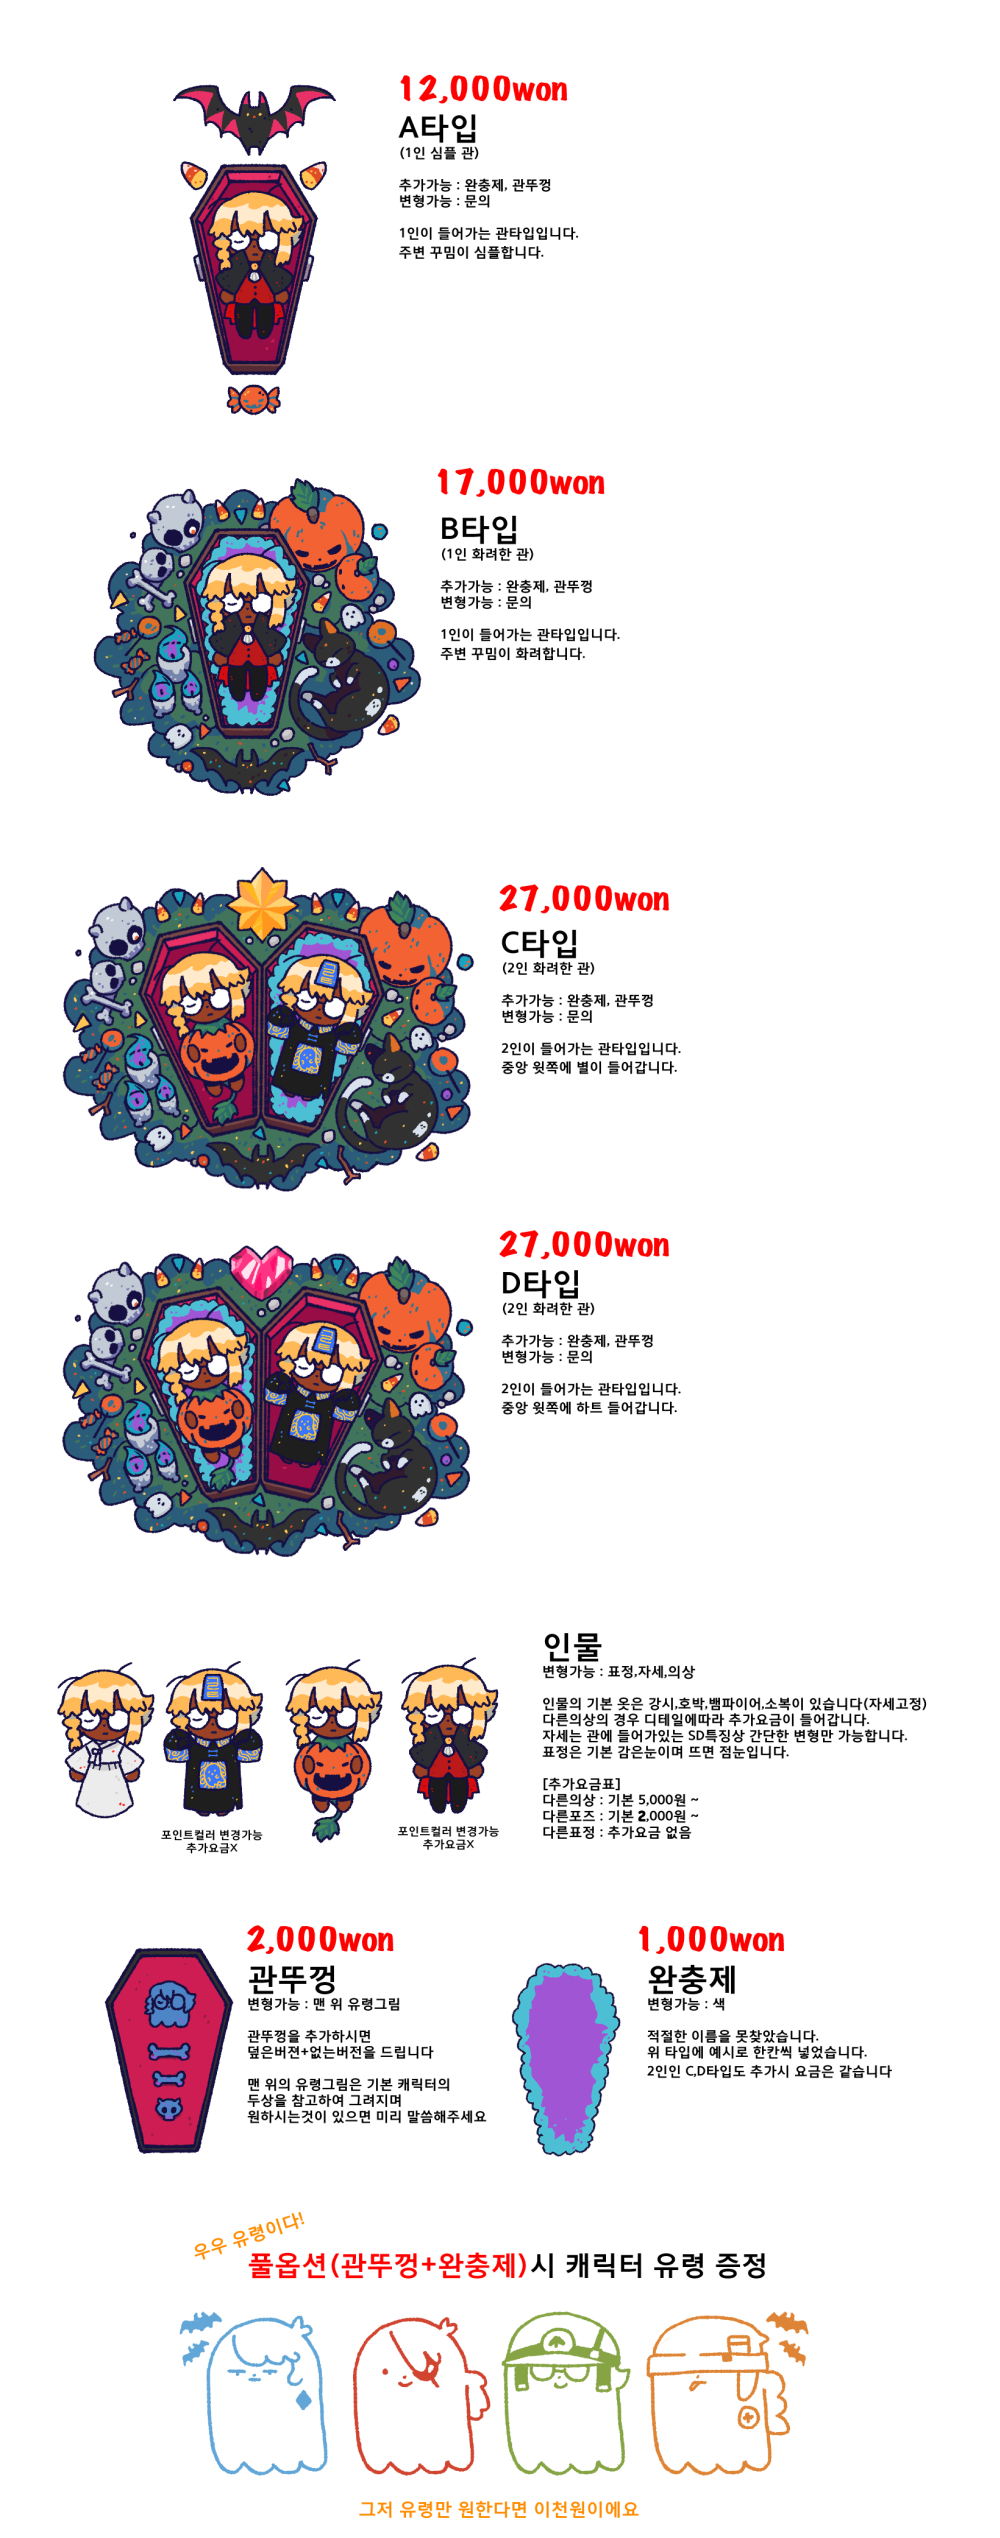 12,000won
A타입
(1인 심플 관)
추가가능 : 완충제, 관뚜껑
변형가능 : 문의
1인이 들어가는 관타입입니다.
주변 꾸밈이 심플합니다.
17,000won
B타입
(1인 화려한 관)
추가가능 : 완충제, 관뚜껑
변형가능 : 문의
1인이 들어가는 관타입입니다.
주변 꾸밈이 화려합니다.
27,000won
C타입
(2인 화려한 관)
추가가능 : 완충제, 관뚜껑
변형가능 : 문의
2인이 들어가는 관타입입니다.
중앙 윗쪽에 별이 들어갑니다.
27,000won
D타입
(2인 화려한 관)
추가가능 : 완충제, 관뚜껑
변형가능 : 문의
2인이 들어가는 관타입입니다.
중앙 윗쪽에 하트 들어갑니다.
인물
변형가능 : 표정,자세,의상
인물의 기본 옷은 강시,호박,뱀파이어,소복이 있습니다(자세고정)
다른의상의 경우 디테일에따라 추가요금이 들어갑니다.
자세는 관에 들어가있는 SD특징상 간단한 변형만 가능합니다.
표정은 기본 감은눈이며 뜨면 점눈입니다.
[추가요금표]
다른의상 : 기본 5,000원 ~
다른포즈 : 기본 2,000원 ~
다른표정 : 추가요금 없음
포인트컬러 변경가능
추가요금X
포인트컬러 변경가능
추가요금X
2,000won
관뚜껑
변형가능 : 맨 위 유령그림
관뚜껑을 추가하시면
덮은버젼+없는버전을 드립니다
맨 위의 유령그림은 기본 캐릭터의
두상을 참고하여 그려지며
원하시는것이 있으면 미리 말씀해주세요
1,000won
완충제
변형가능 : 색
적절한 이름을 못찾았습니다.
위 타입에 예시로 한칸씩 넣었습니다.
2인인 C,D타입도 추가시 요금은 같습니다
우우 유령이다!
풀옵션(관뚜껑+완충제)시 캐릭터 유령 증정
그저 유령만 원한다면 이천원이에요